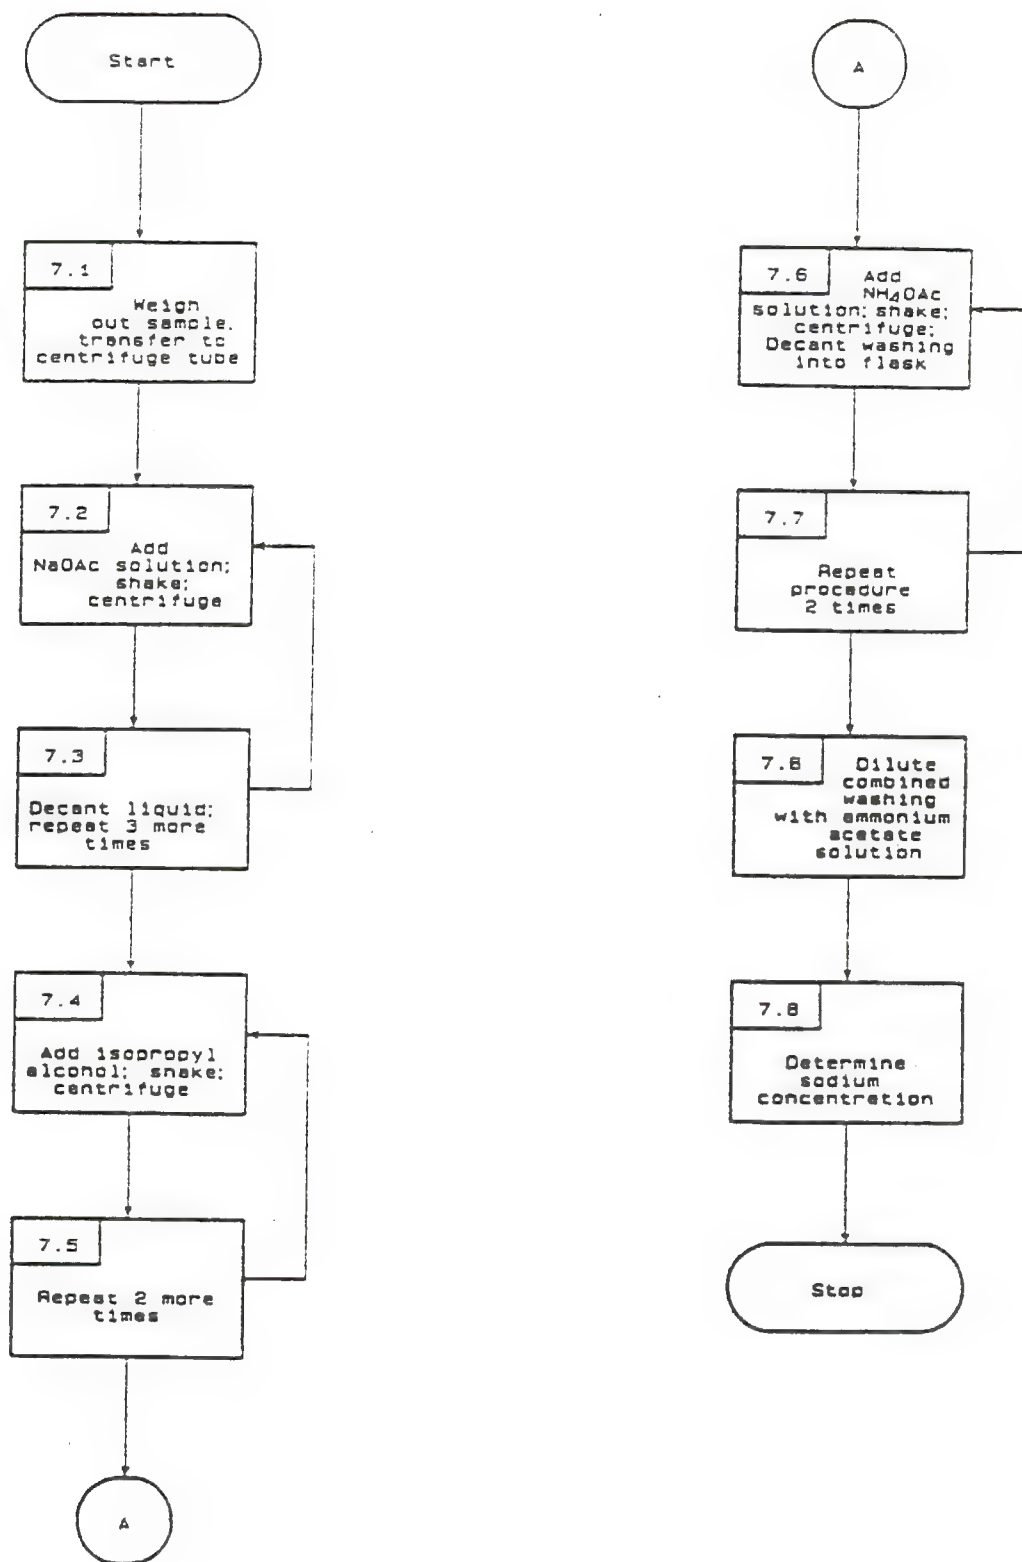 Start
7.1
Weigh
out sample,
transfer to
centrifuge tube
7.2
Add
NaOAc solution;
shake;
centrifuge
7.3
Decant liquid;
repeat 3 more
times
7.4
Add isopropyl
alcohol; shake;
centrifuge
7.5
Repeat 2 more
times
A
A
7.6
Add
NH4OAc
solution; shake;
centrifuge;
Decant washing
into flask
7.7
Repeat
procedure
2 times
7.8
Dilute
combined
washing
with ammonium
acetate
solution
7.8
Determine
sodium
concentration
Stop